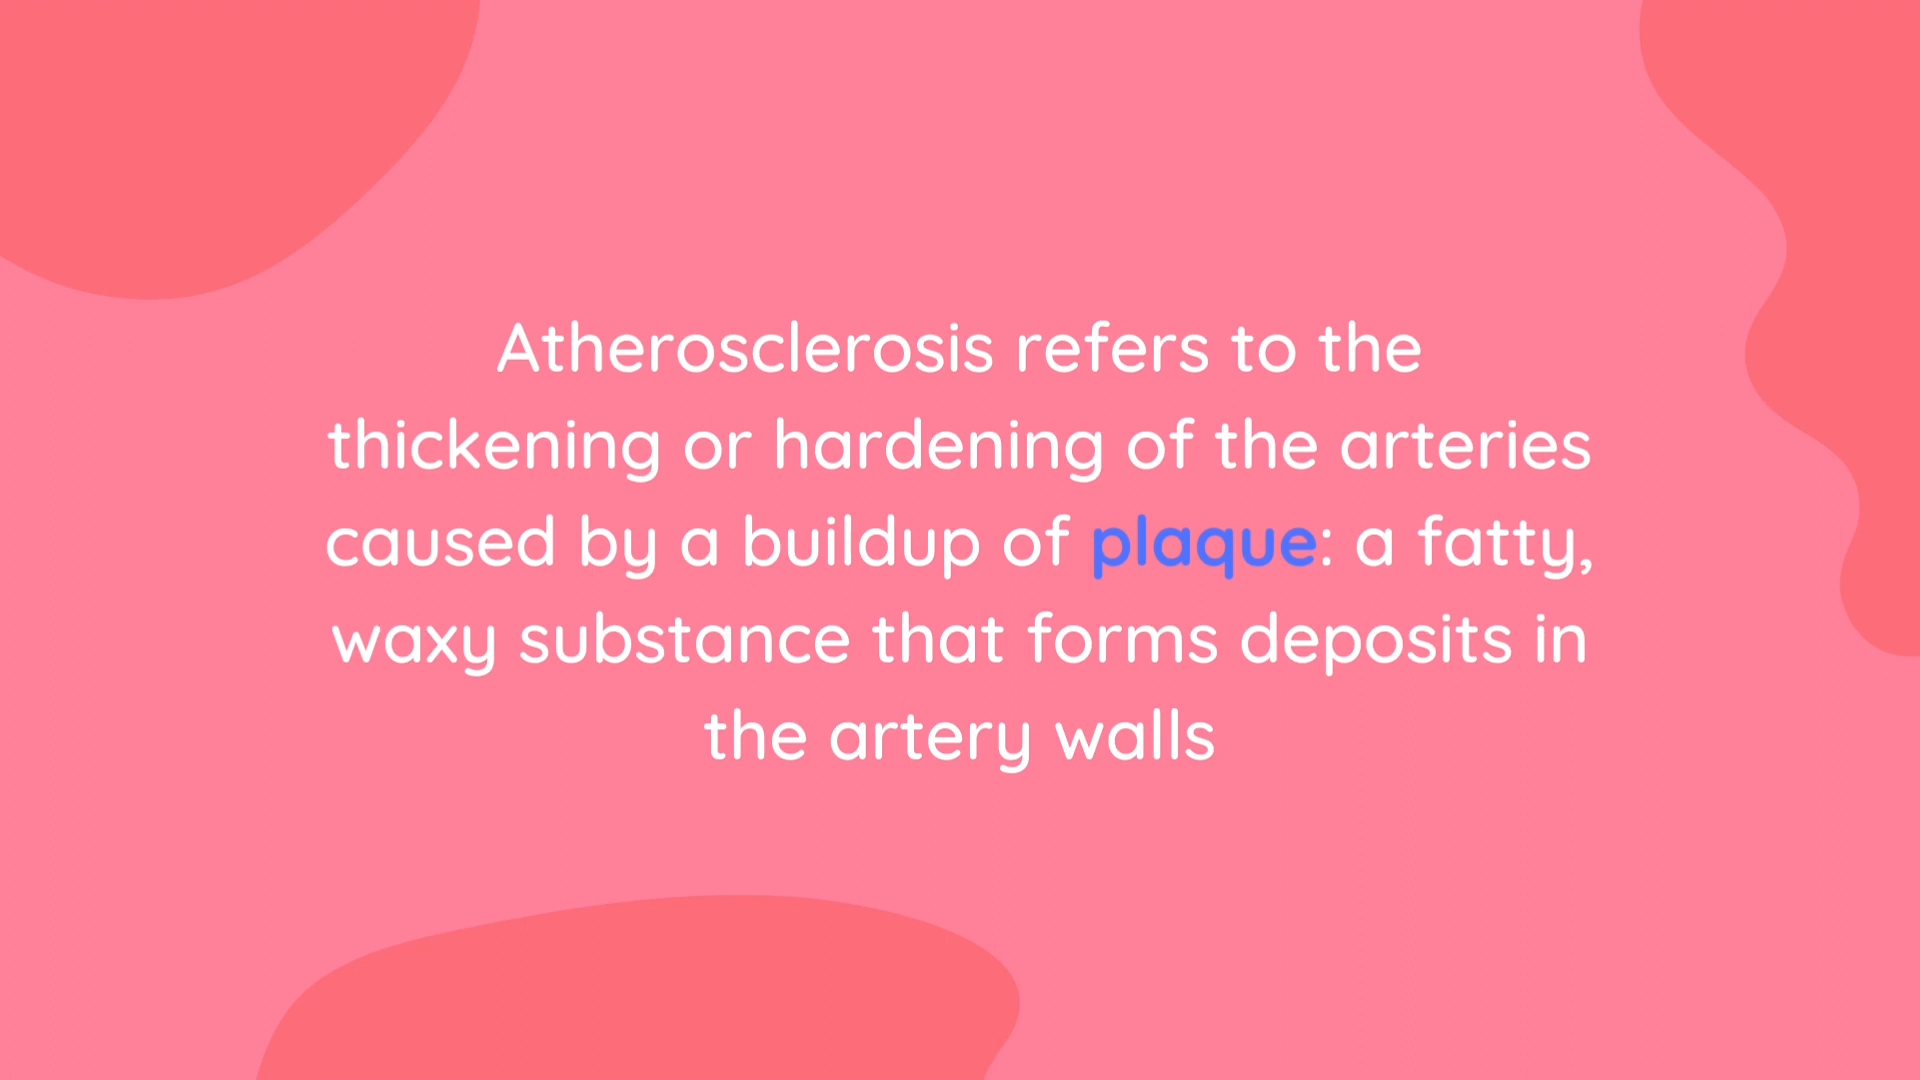 Atherosclerosis refers to the
thickening or hardening of the arteries
caused by a buildup of plaque: a fatty,
waxy substance that forms deposits in
the artery walls